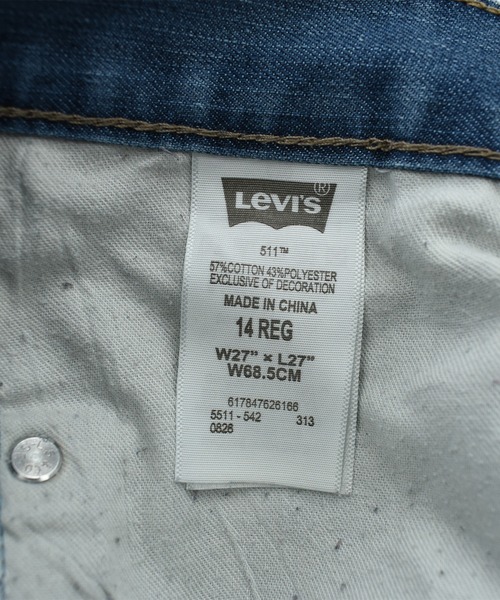 LEVI'S®
511™
57%COTTON 43%POLYESTER
EXCLUSIVE OF DECORATION
MADE IN CHINA
14 REG
W27" × L27"
W68.5CM
617847626166
5511 - 542 313
0826